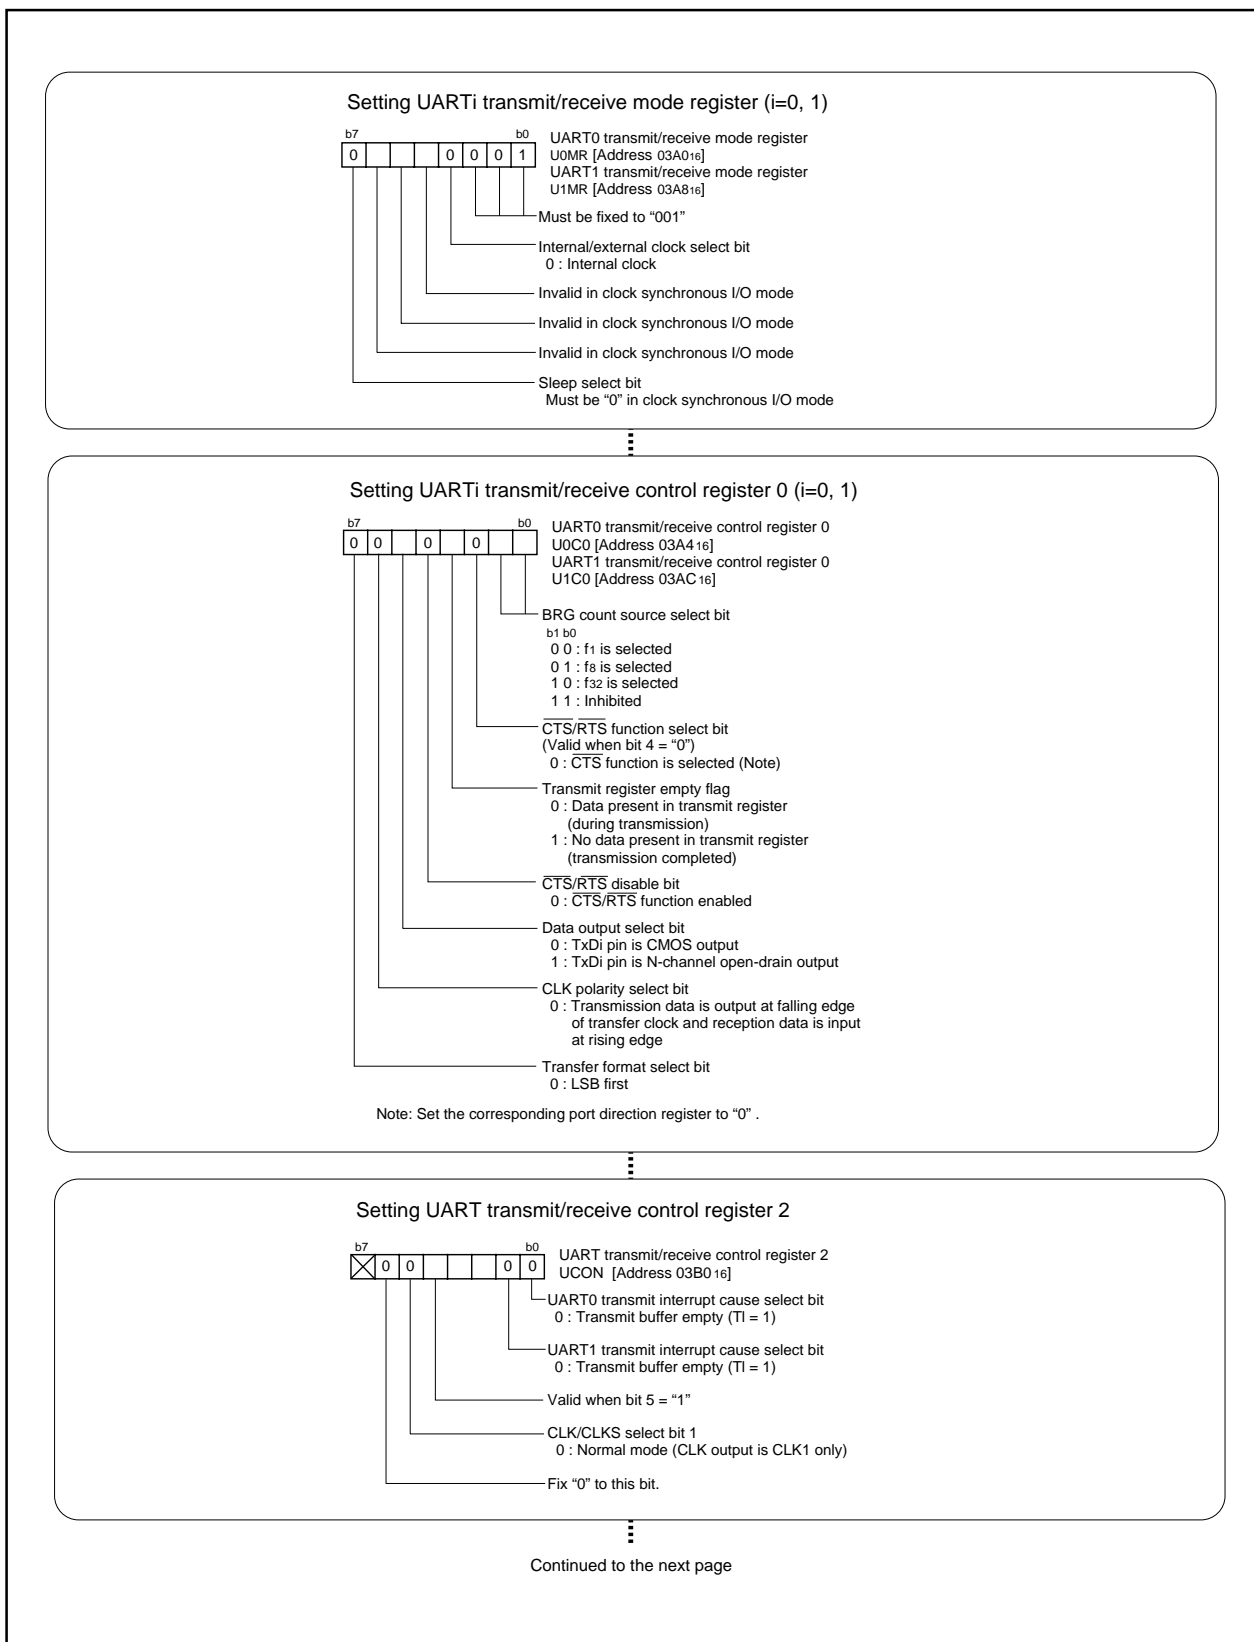 Setting UARTi transmit/receive mode register (i=0, 1)
b7 b0
0 0 0 0 1
UART0 transmit/receive mode register
U0MR [Address 03A016]
UART1 transmit/receive mode register
U1MR [Address 03A816]
Must be fixed to “001”
Internal/external clock select bit
0 : Internal clock
Invalid in clock synchronous I/O mode
Invalid in clock synchronous I/O mode
Invalid in clock synchronous I/O mode
Sleep select bit
Must be “0” in clock synchronous I/O mode
Setting UARTi transmit/receive control register 0 (i=0, 1)
b7 b0
0 0 0 0
UART0 transmit/receive control register 0
U0C0 [Address 03A416]
UART1 transmit/receive control register 0
U1C0 [Address 03AC16]
BRG count source select bit
b1 b0
0 0 : f1 is selected
0 1 : f8 is selected
1 0 : f32 is selected
1 1 : Inhibited
CTS/RTS function select bit
(Valid when bit 4 = “0”)
0 : CTS function is selected (Note)
Transmit register empty flag
0 : Data present in transmit register
(during transmission)
1 : No data present in transmit register
(transmission completed)
CTS/RTS disable bit
0 : CTS/RTS function enabled
Data output select bit
0 : TxDi pin is CMOS output
1 : TxDi pin is N-channel open-drain output
CLK polarity select bit
0 : Transmission data is output at falling edge
of transfer clock and reception data is input
at rising edge
Transfer format select bit
0 : LSB first
Note: Set the corresponding port direction register to “0” .
Setting UART transmit/receive control register 2
b7 b0
0 0 0 0
UART transmit/receive control register 2
UCON [Address 03B016]
UART0 transmit interrupt cause select bit
0 : Transmit buffer empty (TI = 1)
UART1 transmit interrupt cause select bit
0 : Transmit buffer empty (TI = 1)
Valid when bit 5 = “1”
CLK/CLKS select bit 1
0 : Normal mode (CLK output is CLK1 only)
Fix “0” to this bit.
Continued to the next page